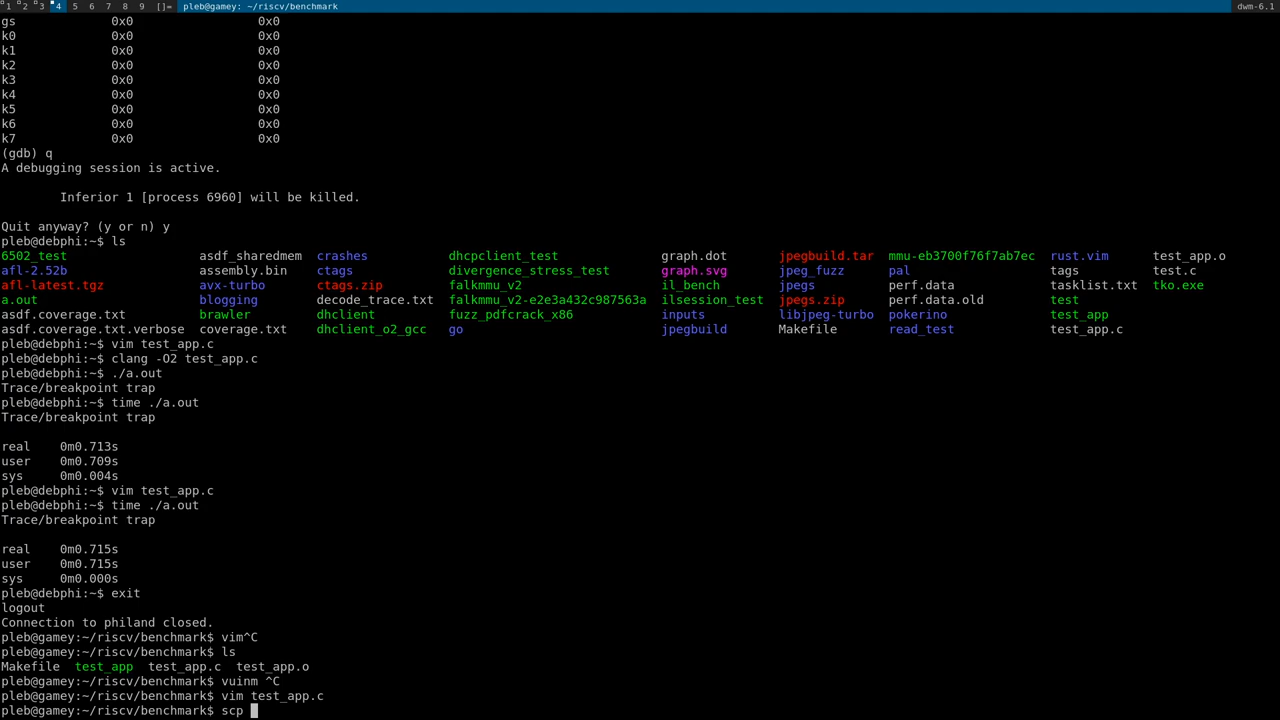 1 2 3 4 5 6 7 8 9 []= pleb@gamey: ~/riscv/benchmark dwm-6.1
gs 0x0 0x0
k0 0x0 0x0
k1 0x0 0x0
k2 0x0 0x0
k3 0x0 0x0
k4 0x0 0x0
k5 0x0 0x0
k6 0x0 0x0
k7 0x0 0x0
(gdb) q
A debugging session is active.
Inferior 1 [process 6960] will be killed.
Quit anyway? (y or n) y
pleb@debphi:~$ ls
6502_test asdf_sharedmem crashes dhcpclient_test graph.dot jpegbuild.tar mmu-eb3700f76f7ab7ec rust.vim test_app.o
afl-2.52b assembly.bin ctags divergence_stress_test graph.svg jpeg_fuzz pal tags test.c
afl-latest.tgz avx-turbo ctags.zip falkmmu_v2 il_bench jpegs perf.data tasklist.txt tko.exe
a.out blogging decode_trace.txt falkmmu_v2-e2e3a432c987563a ilsession_test jpegs.zip perf.data.old test
asdf.coverage.txt brawler dhclient fuzz_pdfcrack_x86 inputs libjpeg-turbo pokerino test_app
asdf.coverage.txt.verbose coverage.txt dhclient_o2_gcc go jpegbuild Makefile read_test test_app.c
pleb@debphi:~$ vim test_app.c
pleb@debphi:~$ clang -O2 test_app.c
pleb@debphi:~$ ./a.out
Trace/breakpoint trap
pleb@debphi:~$ time ./a.out
Trace/breakpoint trap
real 0m0.713s
user 0m0.709s
sys 0m0.004s
pleb@debphi:~$ vim test_app.c
pleb@debphi:~$ time ./a.out
Trace/breakpoint trap
real 0m0.715s
user 0m0.715s
sys 0m0.000s
pleb@debphi:~$ exit
logout
Connection to philand closed.
pleb@gamey:~/riscv/benchmark$ vim^C
pleb@gamey:~/riscv/benchmark$ ls
Makefile test_app test_app.c test_app.o
pleb@gamey:~/riscv/benchmark$ vuinm ^C
pleb@gamey:~/riscv/benchmark$ vim test_app.c
pleb@gamey:~/riscv/benchmark$ scp